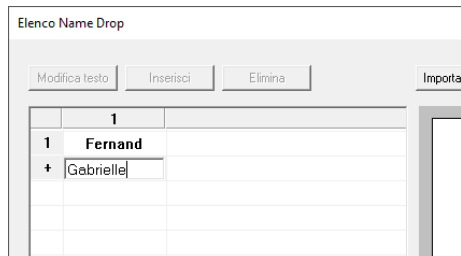 Elenco Name Drop
Modifica testo Inserisci Elimina Importa
1
1 Fernand
+ Gabrielle